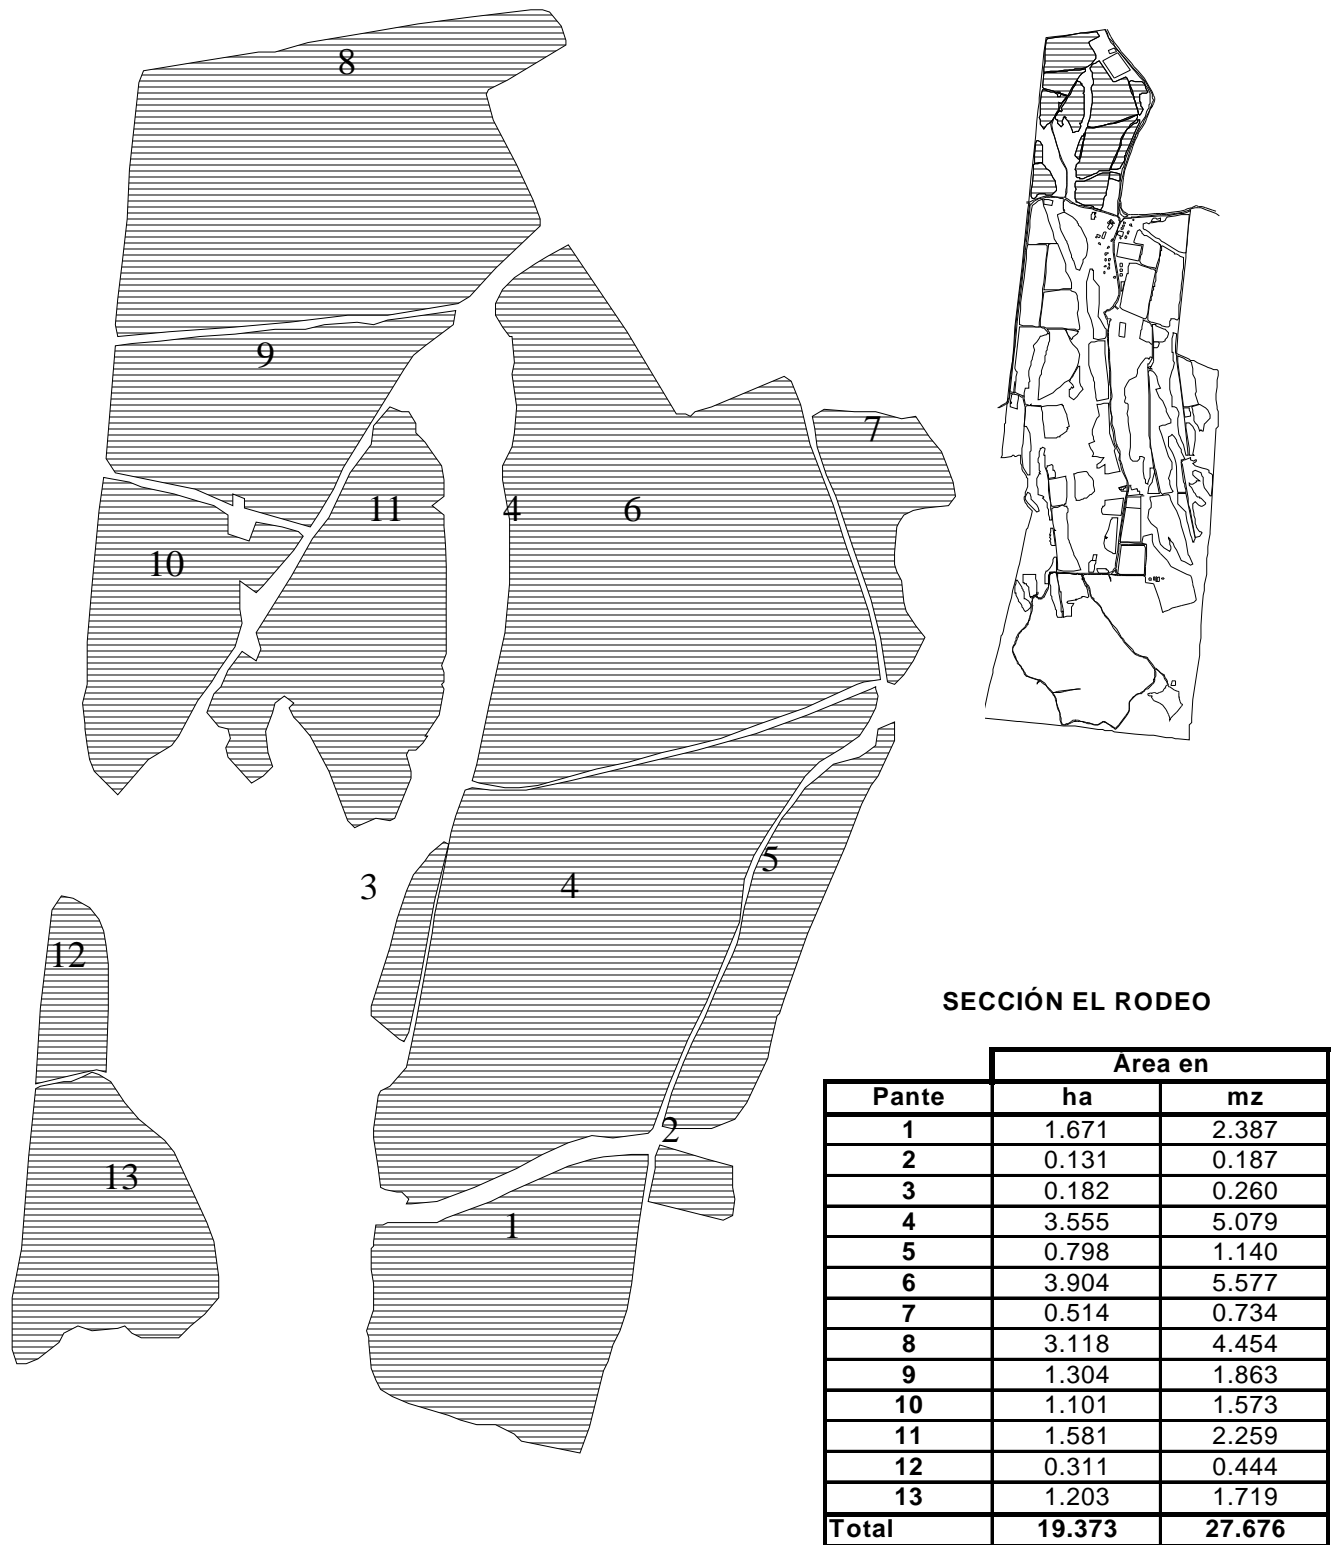 8
9
7
11
4
6
10
5
3
4
12
2
13
1
SECCIÓN EL RODEO
Area en
Pante ha mz
1 1.671 2.387
2 0.131 0.187
3 0.182 0.260
4 3.555 5.079
5 0.798 1.140
6 3.904 5.577
7 0.514 0.734
8 3.118 4.454
9 1.304 1.863
10 1.101 1.573
11 1.581 2.259
12 0.311 0.444
13 1.203 1.719
Total 19.373 27.676